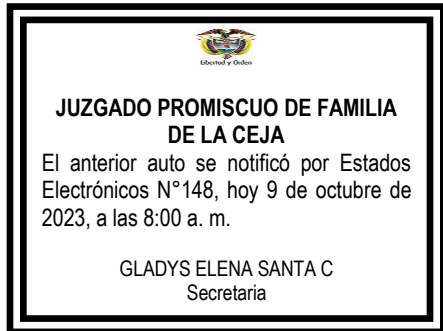 Libertad y Orden
JUZGADO PROMISCUO DE FAMILIA
DE LA CEJA
El anterior auto se notificó por Estados
Electrónicos N°148, hoy 9 de octubre de
2023, a las 8:00 a. m.
GLADYS ELENA SANTA C
Secretaria